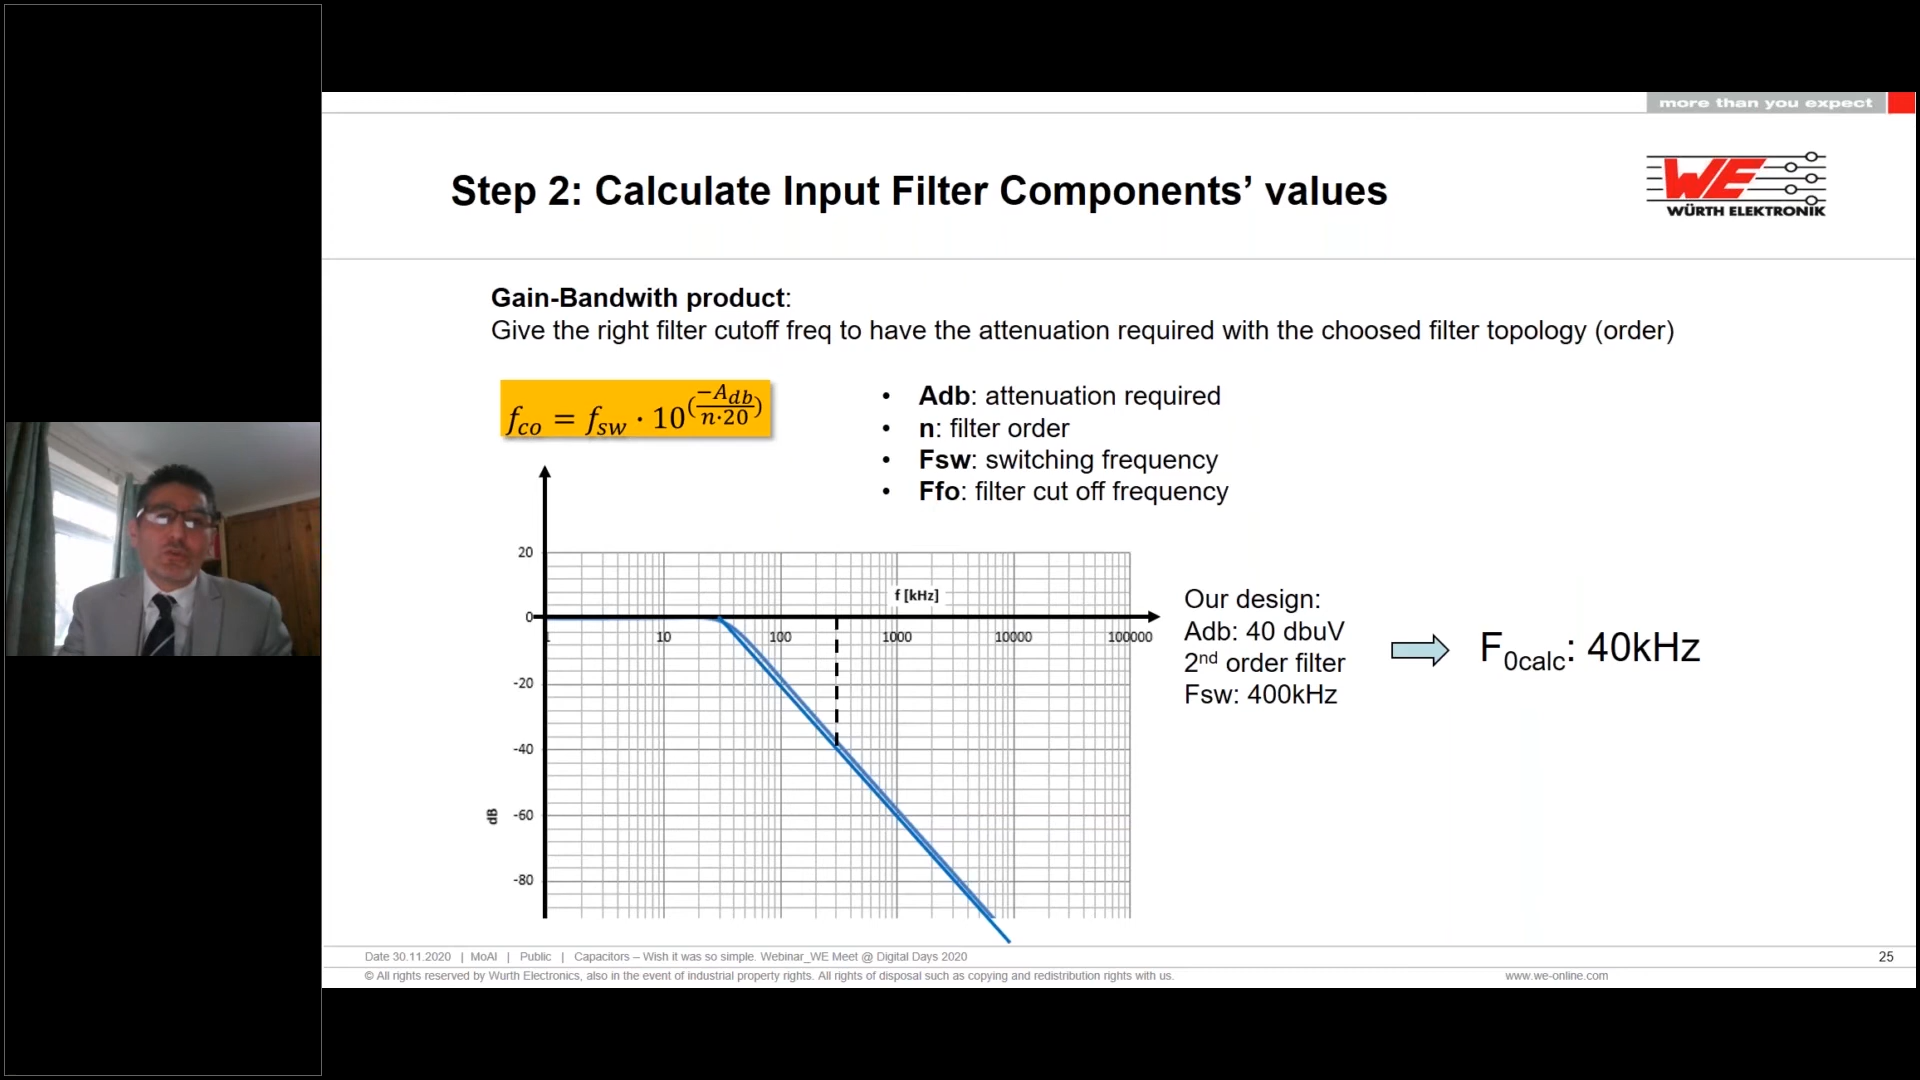 more than you expect
Step 2: Calculate Input Filter Components’ values
WE
WÜRTH ELEKTRONIK
Gain-Bandwith product:
Give the right filter cutoff freq to have the attenuation required with the choosed filter topology (order)
f_co = f_sw · 10^(−A_db / n·20)
• Adb: attenuation required
• n: filter order
• Fsw: switching frequency
• Ffo: filter cut off frequency
20
f [kHz]
0
1 10 100 1000 10000 100000
-20
-40
-60
-80
dB
Our design:
Adb: 40 dbuV
2nd order filter
Fsw: 400kHz
F0calc: 40kHz
Date 30.11.2020 | MoAl | Public | Capacitors – Wish it was so simple. Webinar_WE Meet @ Digital Days 2020
25
© All rights reserved by Wurth Electronics, also in the event of industrial property rights. All rights of disposal such as copying and redistribution rights with us.
www.we-online.com